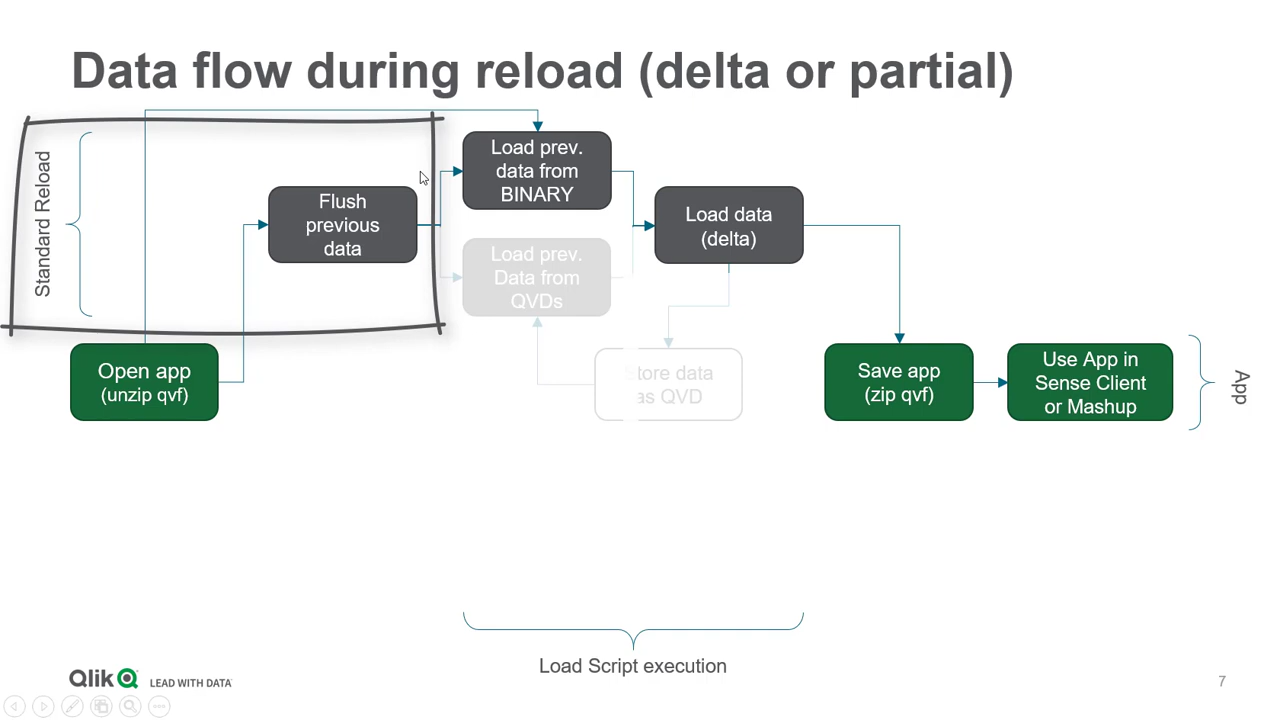 Data flow during reload (delta or partial)
Standard Reload
Flush
previous
data
Load prev.
data from
BINARY
Load prev.
Data from
QVDs
Load data
(delta)
Open app
(unzip qvf)
Store data
as QVD
Save app
(zip qvf)
Use App in
Sense Client
or Mashup
App
Load Script execution
Qlik LEAD WITH DATA
7